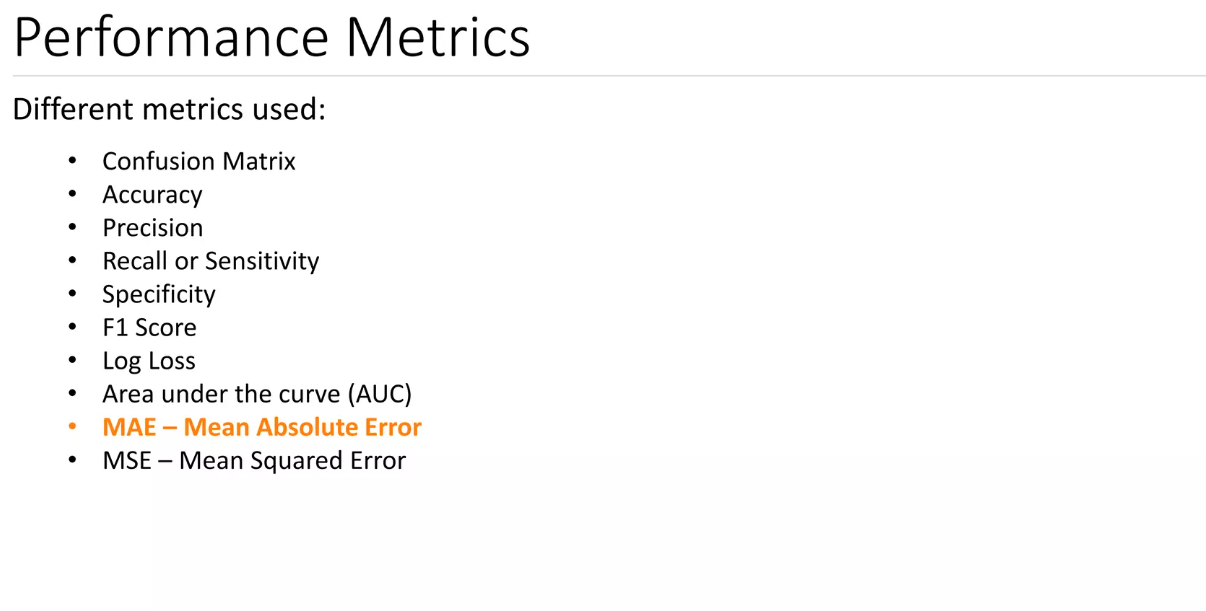 Performance Metrics
Different metrics used:
• Confusion Matrix
• Accuracy
• Precision
• Recall or Sensitivity
• Specificity
• F1 Score
• Log Loss
• Area under the curve (AUC)
• MAE – Mean Absolute Error
• MSE – Mean Squared Error